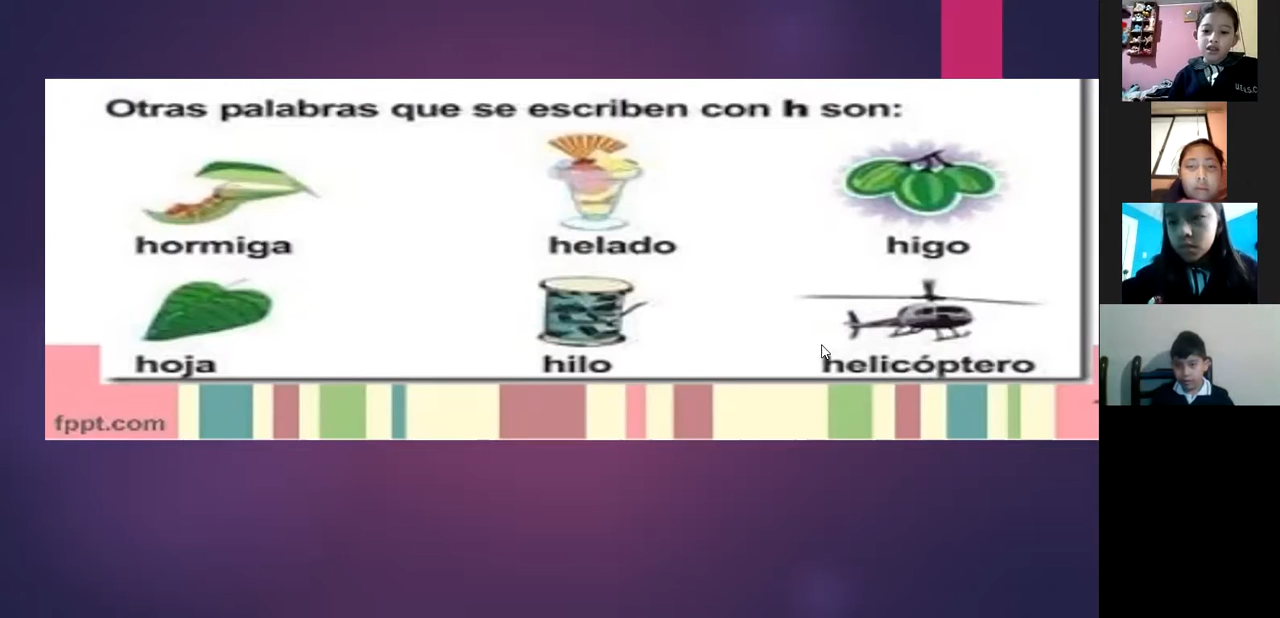 Otras palabras que se escriben con h son:
hormiga helado higo
hoja hilo helicóptero
fppt.com